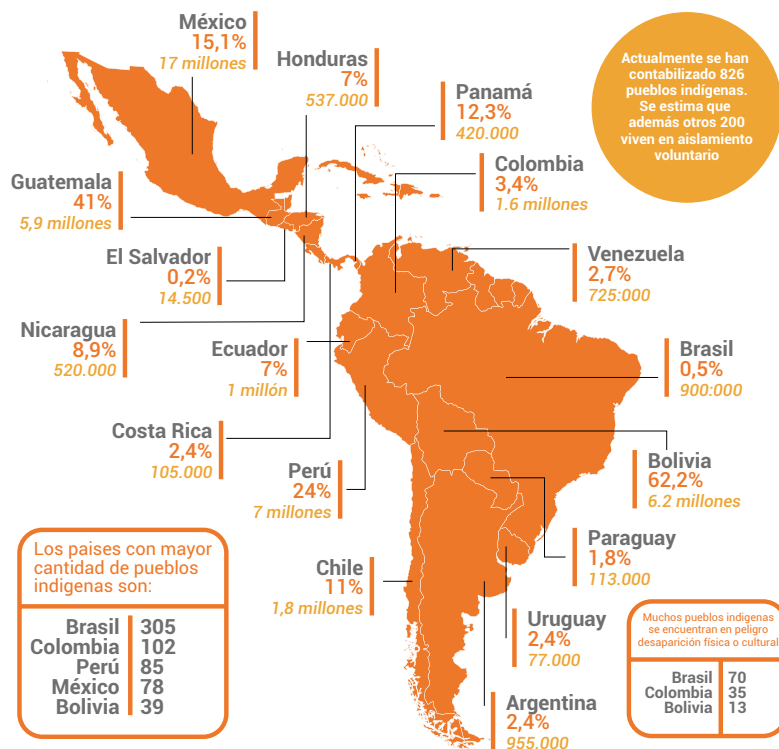 México
15,1%
17 millones
Honduras
7%
537.000
Panamá
12,3%
420.000
Actualmente se han
contabilizado 826
pueblos indígenas.
Se estima que
además otros 200
viven en aislamiento
voluntario
Guatemala
41%
5,9 millones
Colombia
3,4%
1.6 millones
El Salvador
0,2%
14.500
Venezuela
2,7%
725:000
Nicaragua
8,9%
520.000
Ecuador
7%
1 millón
Brasil
0,5%
900:000
Costa Rica
2,4%
105.000
Perú
24%
7 millones
Bolivia
62,2%
6.2 millones
Paraguay
1,8%
113.000
Chile
11%
1,8 millones
Uruguay
2,4%
77.000
Argentina
2,4%
955.000
Los paises con mayor
cantidad de pueblos
indigenas son:
Brasil 305
Colombia 102
Perú 85
México 78
Bolivia 39
Muchos pueblos indigenas
se encuentran en peligro
desaparición física o cultural
Brasil 70
Colombia 35
Bolivia 13